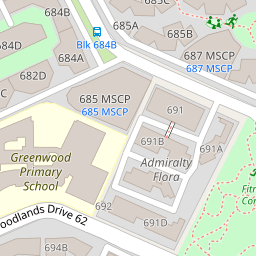 684B
685A
683C
684D
Blk 684B
685B
684A
687 MSCP
687 MSCP
682D
685 MSCP
685 MSCP
691
691B
691A
Greenwood
Primary
School
Admiralty
Flora
692
691D
oodlands Drive 62
694B